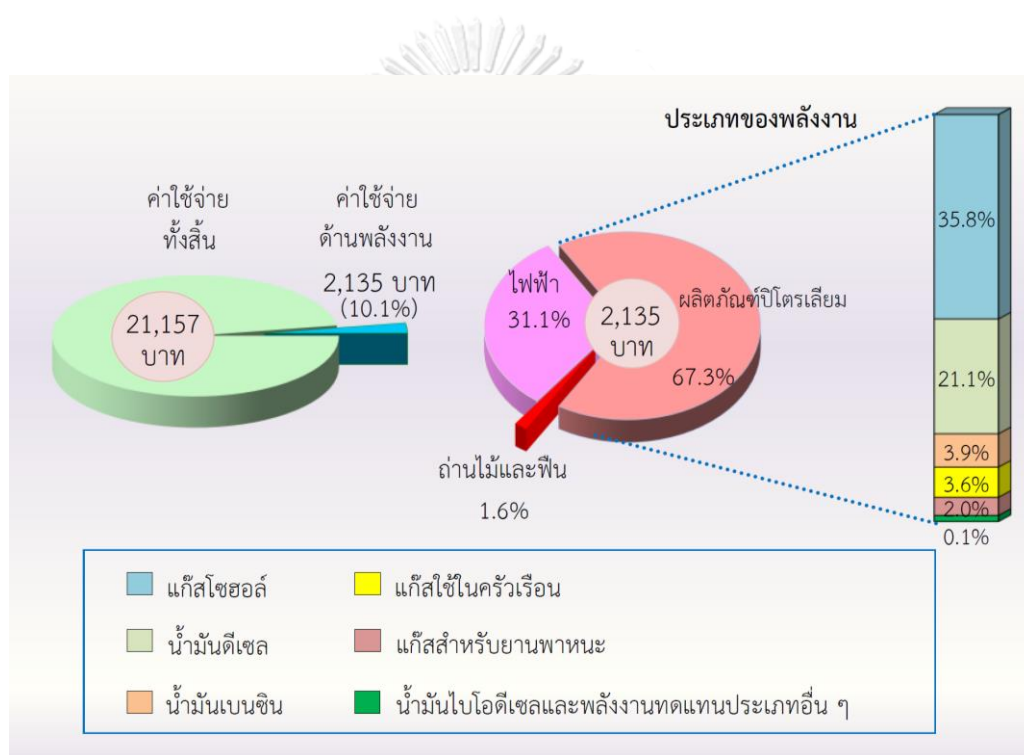 ประเภทของพลังงาน
ค่าใช้จ่าย
ทั้งสิ้น
21,157
บาท
ค่าใช้จ่าย
ด้านพลังงาน
2,135 บาท
(10.1%)
ไฟฟ้า
31.1%
2,135
บาท
ผลิตภัณฑ์ปิโตรเลียม
67.3%
ถ่านไม้และฟืน
1.6%
35.8%
21.1%
3.9%
3.6%
2.0%
0.1%
แก๊สโซฮอล์
แก๊สใช้ในครัวเรือน
น้ำมันดีเซล
แก๊สสำหรับยานพาหนะ
น้ำมันเบนซิน
น้ำมันไบโอดีเซลและพลังงานทดแทนประเภทอื่น ๆ